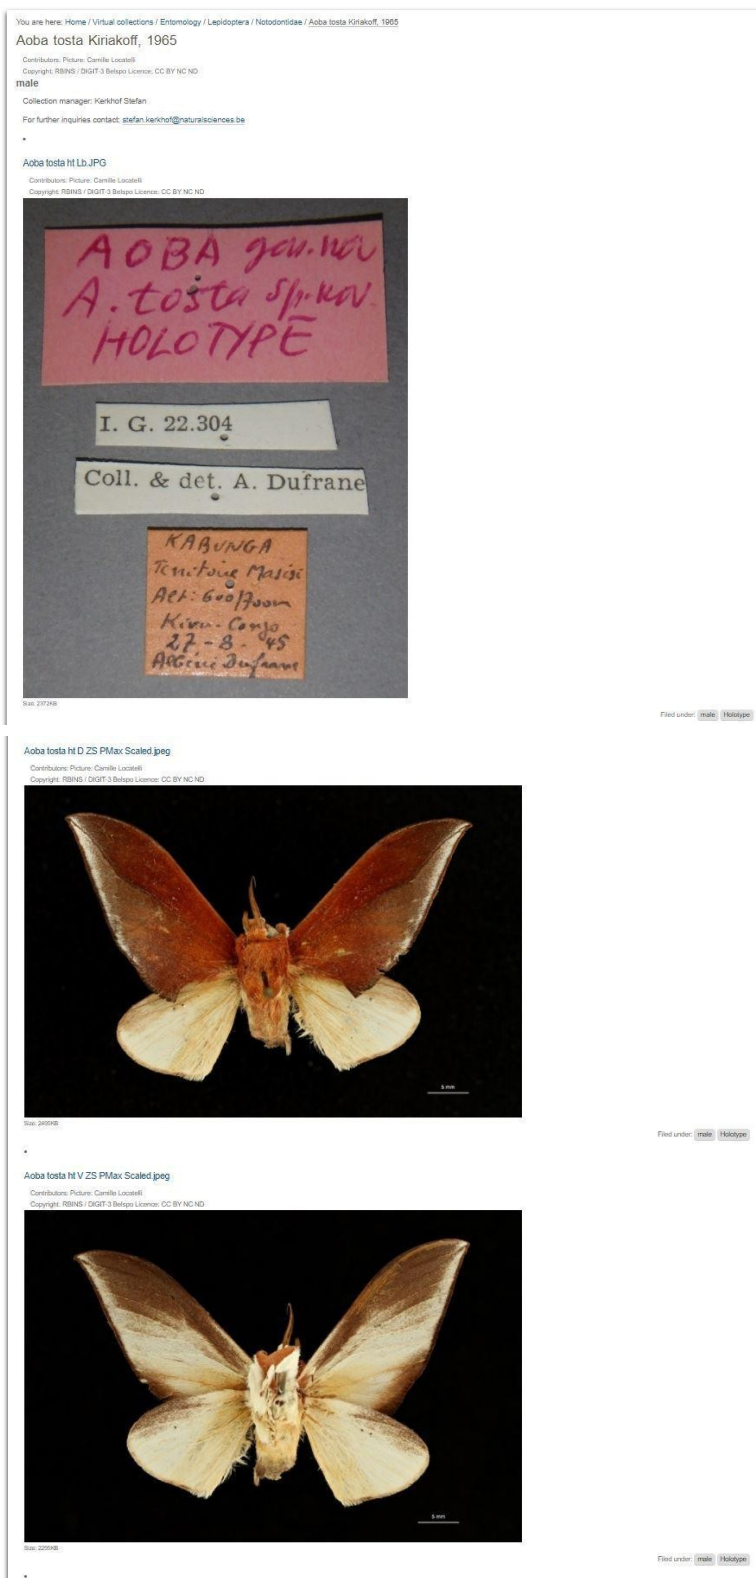 You are here: Home / Virtual collections / Entomology / Lepidoptera / Notodontidae / Aoba tosta Kiriakoff, 1965
Aoba tosta Kiriakoff, 1965
Contributors: Picture: Camille Locatelli
Copyright: RBINS / DIGIT-3 Belspo Licence: CC BY NC ND
male
Collection manager: Kerkhof Stefan
For further inquiries contact: stefan.kerkhof@naturalsciences.be
Aoba tosta ht Lb.JPG
Contributors: Picture: Camille Locatelli
Copyright: RBINS / DIGIT-3 Belspo Licence: CC BY NC ND
AOBA gen.nov
A. tosta sp.nov.
HOLOTYPE
I. G. 22.304
Coll. & det. A. Dufrane
KABUNGA
Territoire Masisi
Alt: 600/700m
Kivu-Congo
27-8-45
Dufrane
Size: 2372KB
Filed under: male Holotype
Aoba tosta ht D ZS PMax Scaled.jpeg
Contributors: Picture: Camille Locatelli
Copyright: RBINS / DIGIT-3 Belspo Licence: CC BY NC ND
5 mm
Filed under: male Holotype
Aoba tosta ht V ZS PMax Scaled.jpeg
Contributors: Picture: Camille Locatelli
Copyright: RBINS / DIGIT-3 Belspo Licence: CC BY NC ND
5 mm
Filed under: male Holotype